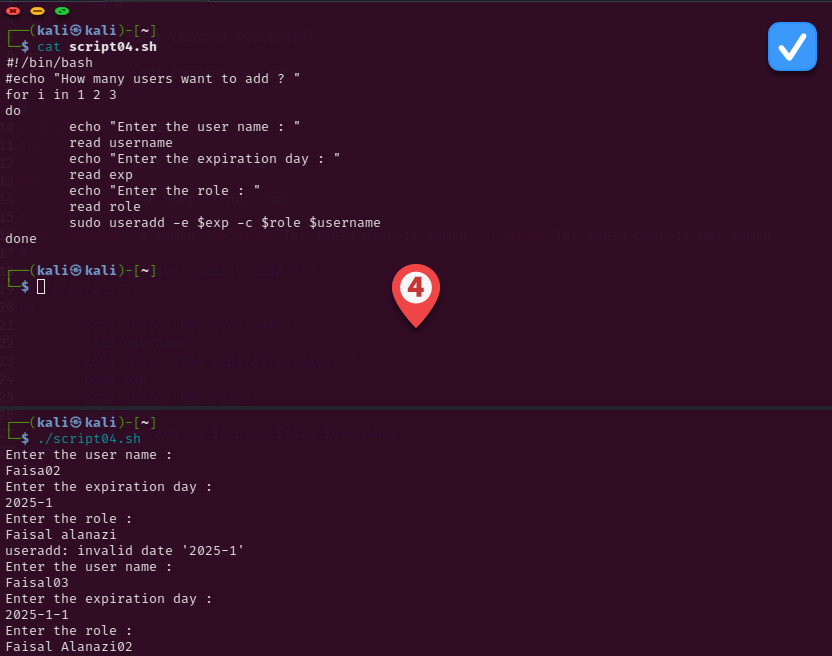 ┌──(kali㉿kali)-[~]
└─$ cat script04.sh
#!/bin/bash
#echo "How many users want to add ? "
for i in 1 2 3
do
        echo "Enter the user name : "
        read username
        echo "Enter the expiration day : "
        read exp
        echo "Enter the role : "
        read role
        sudo useradd -e $exp -c $role $username
done
┌──(kali㉿kali)-[~]
└─$
4
┌──(kali㉿kali)-[~]
└─$ ./script04.sh
Enter the user name :
Faisa02
Enter the expiration day :
2025-1
Enter the role :
Faisal alanazi
useradd: invalid date '2025-1'
Enter the user name :
Faisal03
Enter the expiration day :
2025-1-1
Enter the role :
Faisal Alanazi02